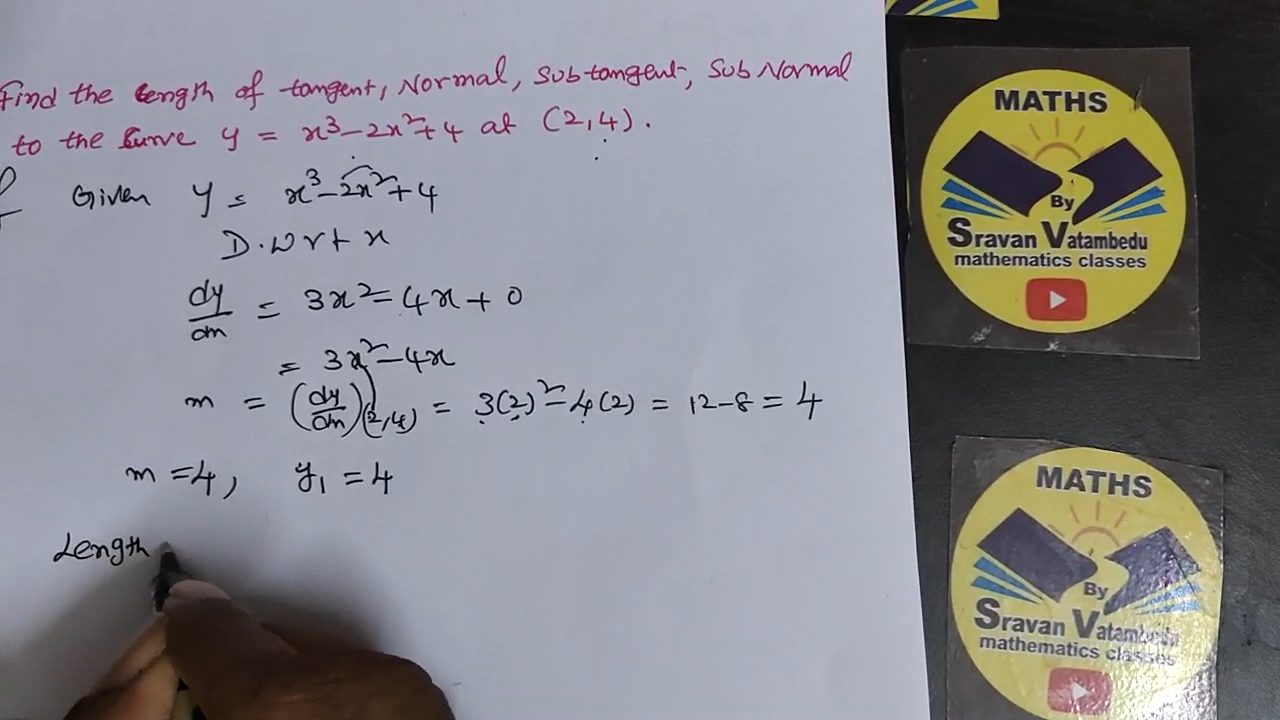 Find the length of tangent, Normal, Subtangent, Sub Normal
to the curve y = x³-2x²+4 at (2,4).
Given y = x³-2x²+4
D.w r t x
dy/dx = 3x²-4x+0
= 3x²-4x
m = (dy/dx)(2,4) = 3(2)²-4(2) = 12-8 = 4
m = 4, y₁ = 4
Length
MATHS
By
Sravan Vatambedu
mathematics classes
MATHS
By
Sravan Vatambedu
mathematics classes